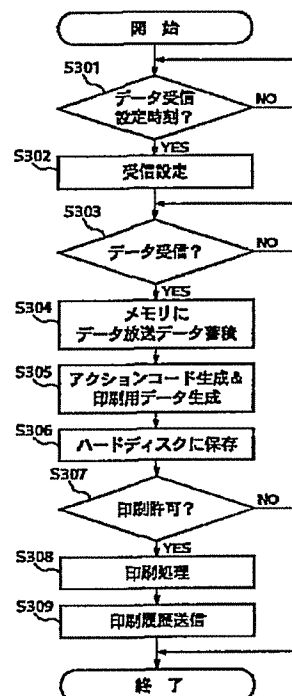 開 始
S301
データ受信
設定時刻?
NO
YES
S302
受信設定
S303
データ受信?
NO
YES
S304
メモリに
データ放送データ蓄積
S305
アクションコード生成&
印刷用データ生成
S306
ハードディスクに保存
S307
印刷許可?
NO
YES
S308
印刷処理
S309
印刷履歴送信
終 了